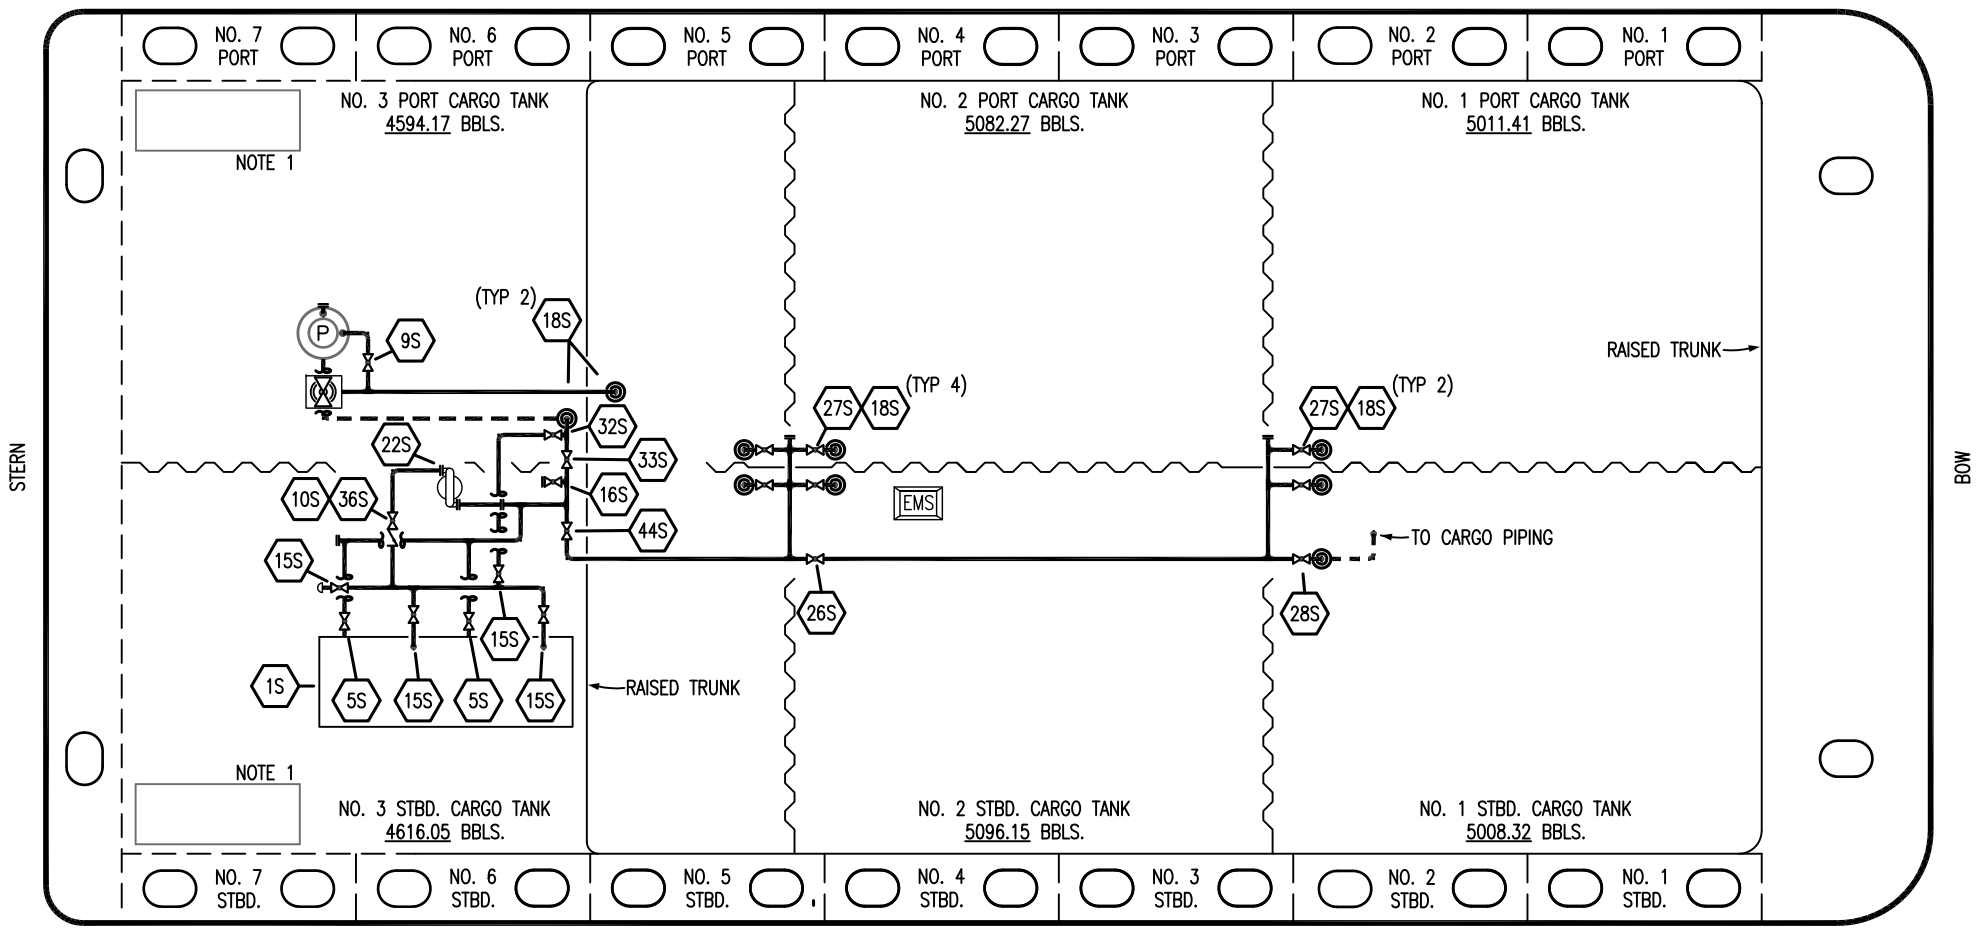 NO. 7
PORT
NO. 6
PORT
NO. 5
PORT
NO. 4
PORT
NO. 3
PORT
NO. 2
PORT
NO. 1
PORT
NO. 3 PORT CARGO TANK
4594.17 BBLS.
NO. 2 PORT CARGO TANK
5082.27 BBLS.
NO. 1 PORT CARGO TANK
5011.41 BBLS.
NOTE 1
(TYP 2)
18S
P
9S
RAISED TRUNK
27S
18S
(TYP 4)
27S
18S
(TYP 2)
32S
22S
33S
STERN
BOW
10S
36S
16S
EMS
44S
TO CARGO PIPING
15S
26S
28S
15S
1S
5S
15S
5S
15S
RAISED TRUNK
NOTE 1
NO. 3 STBD. CARGO TANK
4616.05 BBLS.
NO. 2 STBD. CARGO TANK
5096.15 BBLS.
NO. 1 STBD. CARGO TANK
5008.32 BBLS.
NO. 7
STBD.
NO. 6
STBD.
NO. 5
STBD.
NO. 4
STBD.
NO. 3
STBD.
NO. 2
STBD.
NO. 1
STBD.